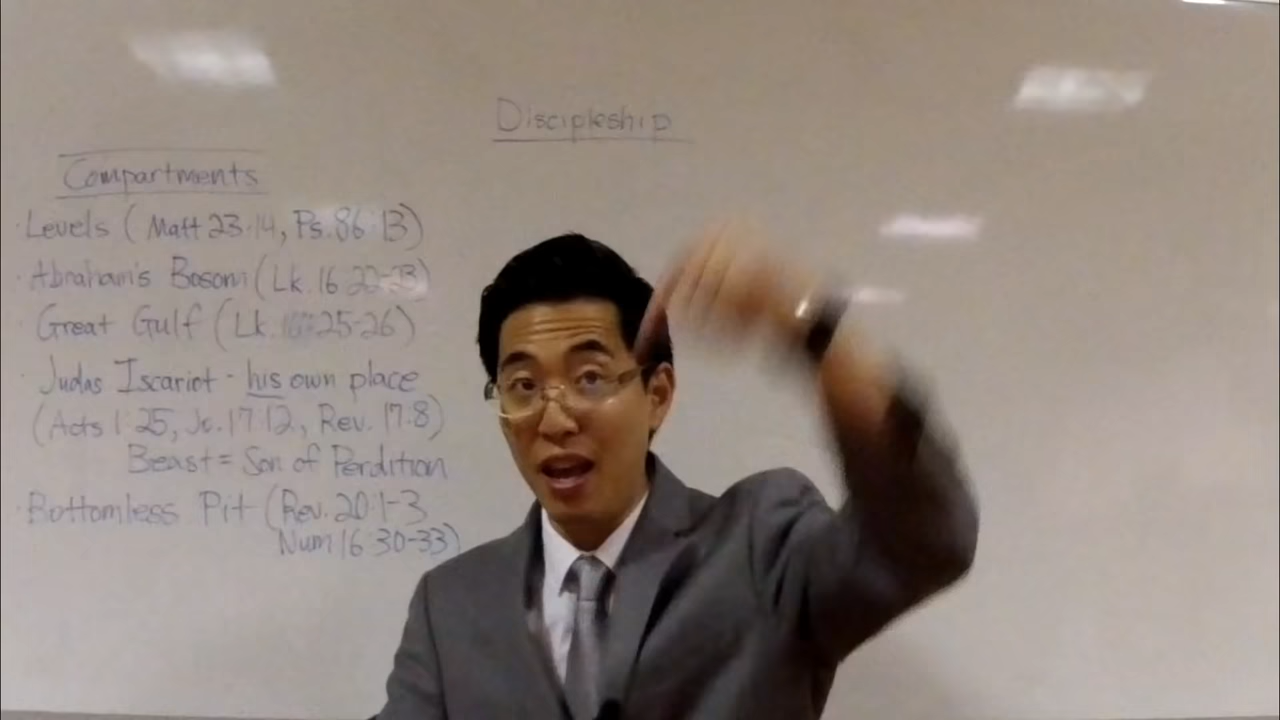 Discipleship
Compartments
· Levels (Matt 23:14, Ps. 86:13)
· Abraham's Bosom (Lk. 16:22-23)
Great Gulf (Lk. 16:25-26)
· Judas Iscariot - his own place
(Acts 1:25, Jo. 17:12, Rev. 17:8)
Beast = Son of Perdition
· Bottomless Pit (Rev. 20:1-3
Num 16:30-33)